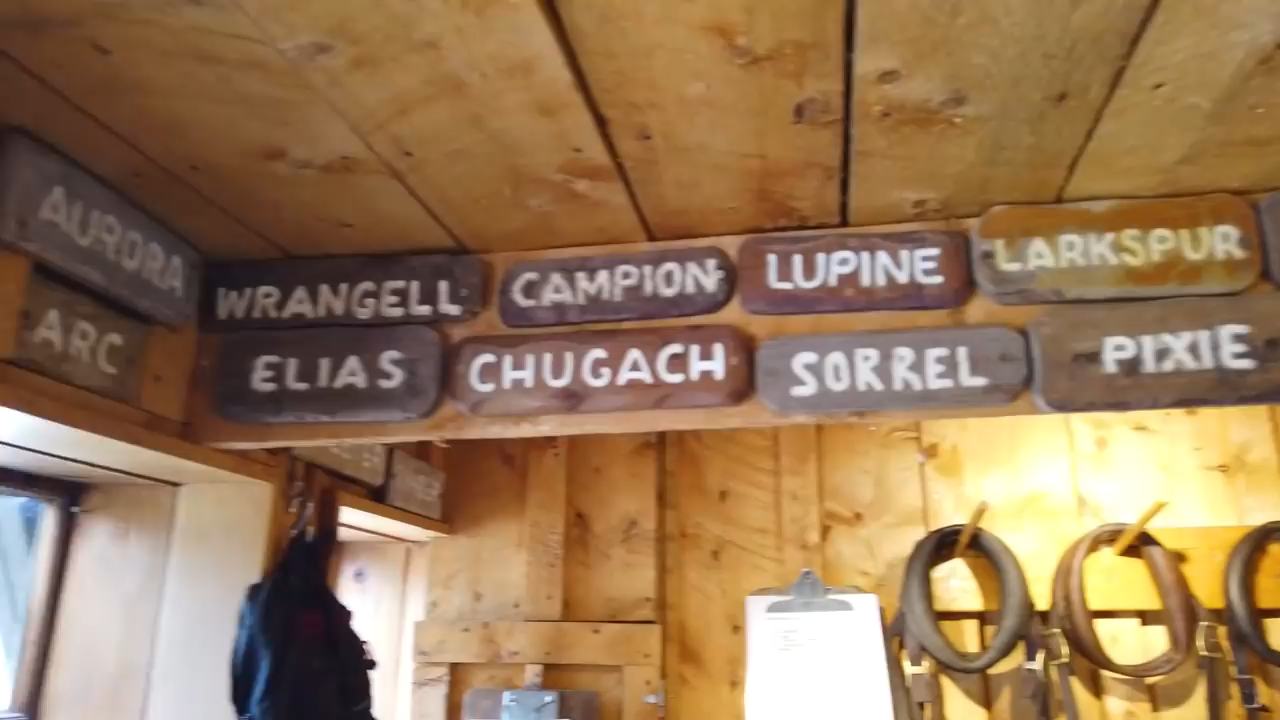 AURORA
WRANGELL
CAMPION
LUPINE
LARKSPUR
ARC
ELIAS
CHUGACH
SORREL
PIXIE